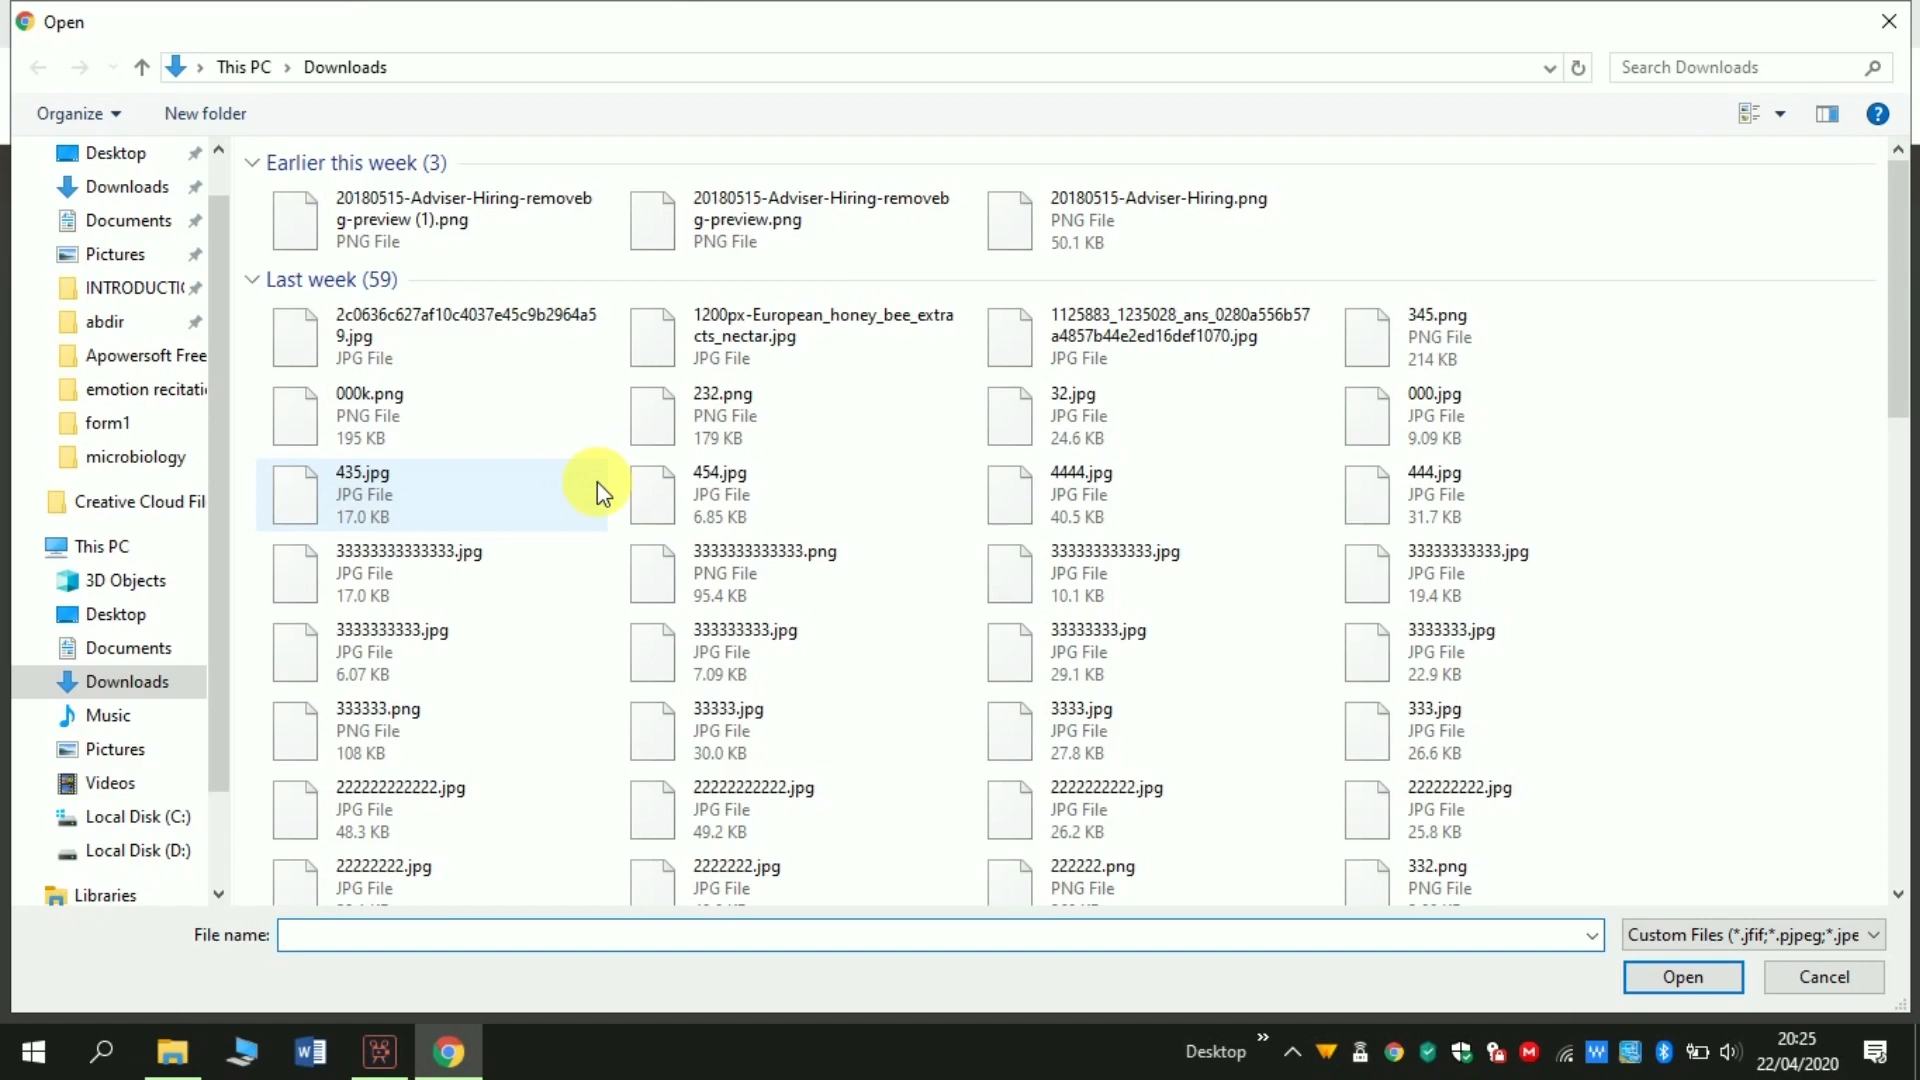 Open
This PC
Downloads
Search Downloads
Organize
New folder
Desktop
Downloads
Documents
Pictures
INTRODUCTI
abdir
Apowersoft Free
emotion recitati
form1
microbiology
Creative Cloud Fil
This PC
3D Objects
Desktop
Documents
Downloads
Music
Pictures
Videos
Local Disk (C:)
Local Disk (D:)
Libraries
Earlier this week (3)
20180515-Adviser-Hiring-removeb
g-preview (1).png
PNG File
20180515-Adviser-Hiring-removeb
g-preview.png
PNG File
20180515-Adviser-Hiring.png
PNG File
50.1 KB
Last week (59)
2c0636c627af10c4037e45c9b2964a5
9.jpg
JPG File
1200px-European_honey_bee_extra
cts_nectar.jpg
JPG File
1125883_1235028_ans_0280a556b57
a4857b44e2ed16def1070.jpg
JPG File
345.png
PNG File
214 KB
000k.png
PNG File
195 KB
232.png
PNG File
179 KB
32.jpg
JPG File
24.6 KB
000.jpg
JPG File
9.09 KB
435.jpg
JPG File
17.0 KB
454.jpg
JPG File
6.85 KB
4444.jpg
JPG File
40.5 KB
444.jpg
JPG File
31.7 KB
33333333333333.jpg
JPG File
17.0 KB
3333333333333.png
PNG File
95.4 KB
333333333333.jpg
JPG File
10.1 KB
33333333333.jpg
JPG File
19.4 KB
3333333333.jpg
JPG File
6.07 KB
333333333.jpg
JPG File
7.09 KB
33333333.jpg
JPG File
29.1 KB
3333333.jpg
JPG File
22.9 KB
333333.png
PNG File
108 KB
33333.jpg
JPG File
30.0 KB
3333.jpg
JPG File
27.8 KB
333.jpg
JPG File
26.6 KB
222222222222.jpg
JPG File
48.3 KB
22222222222.jpg
JPG File
49.2 KB
2222222222.jpg
JPG File
26.2 KB
222222222.jpg
JPG File
25.8 KB
22222222.jpg
JPG File
2222222.jpg
JPG File
222222.png
PNG File
332.png
PNG File
File name:
Custom Files (*.jfif;*.pjpeg;*.jpe
Open
Cancel
Desktop
20:25
22/04/2020